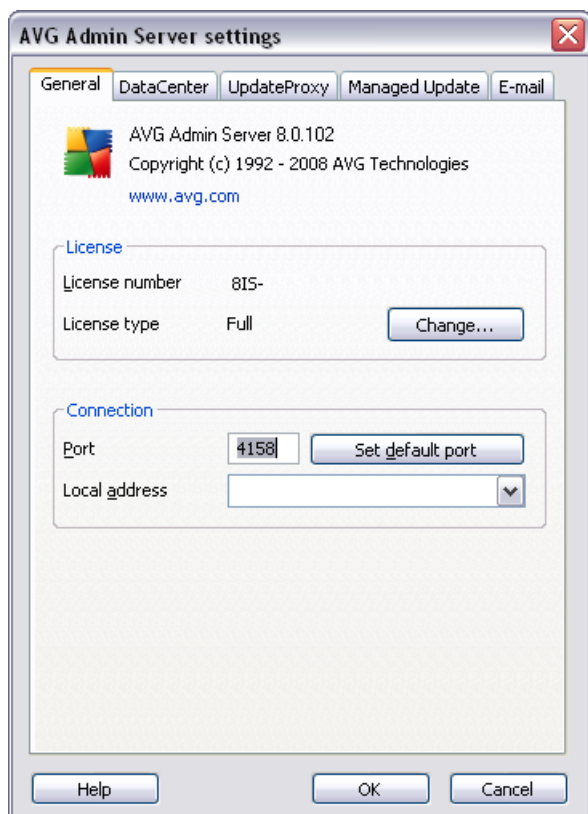 AVG Admin Server settings
General DataCenter UpdateProxy Managed Update E-mail
AVG Admin Server 8.0.102
Copyright (c) 1992 - 2008 AVG Technologies
www.avg.com
License
License number 8IS-
License type Full Change...
Connection
Port 4158 Set default port
Local address
Help OK Cancel